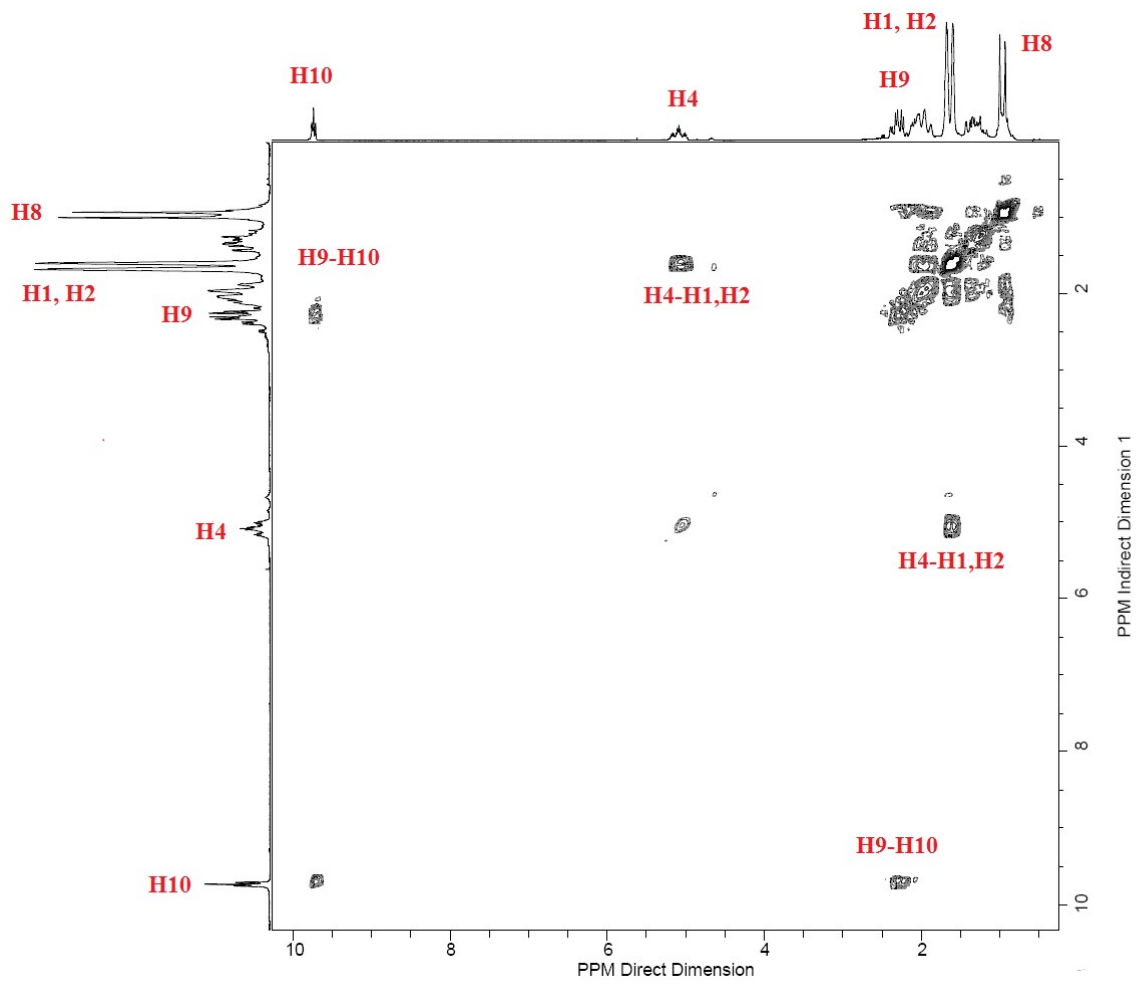 H1, H2
H8
H10
H9
H4
H8
H9-H10
H4-H1,H2
H1, H2
H9
2
4
H4
H4-H1,H2
6
PPM Indirect Dimension 1
8
H9-H10
H10
10
10
8
6
4
2
PPM Direct Dimension